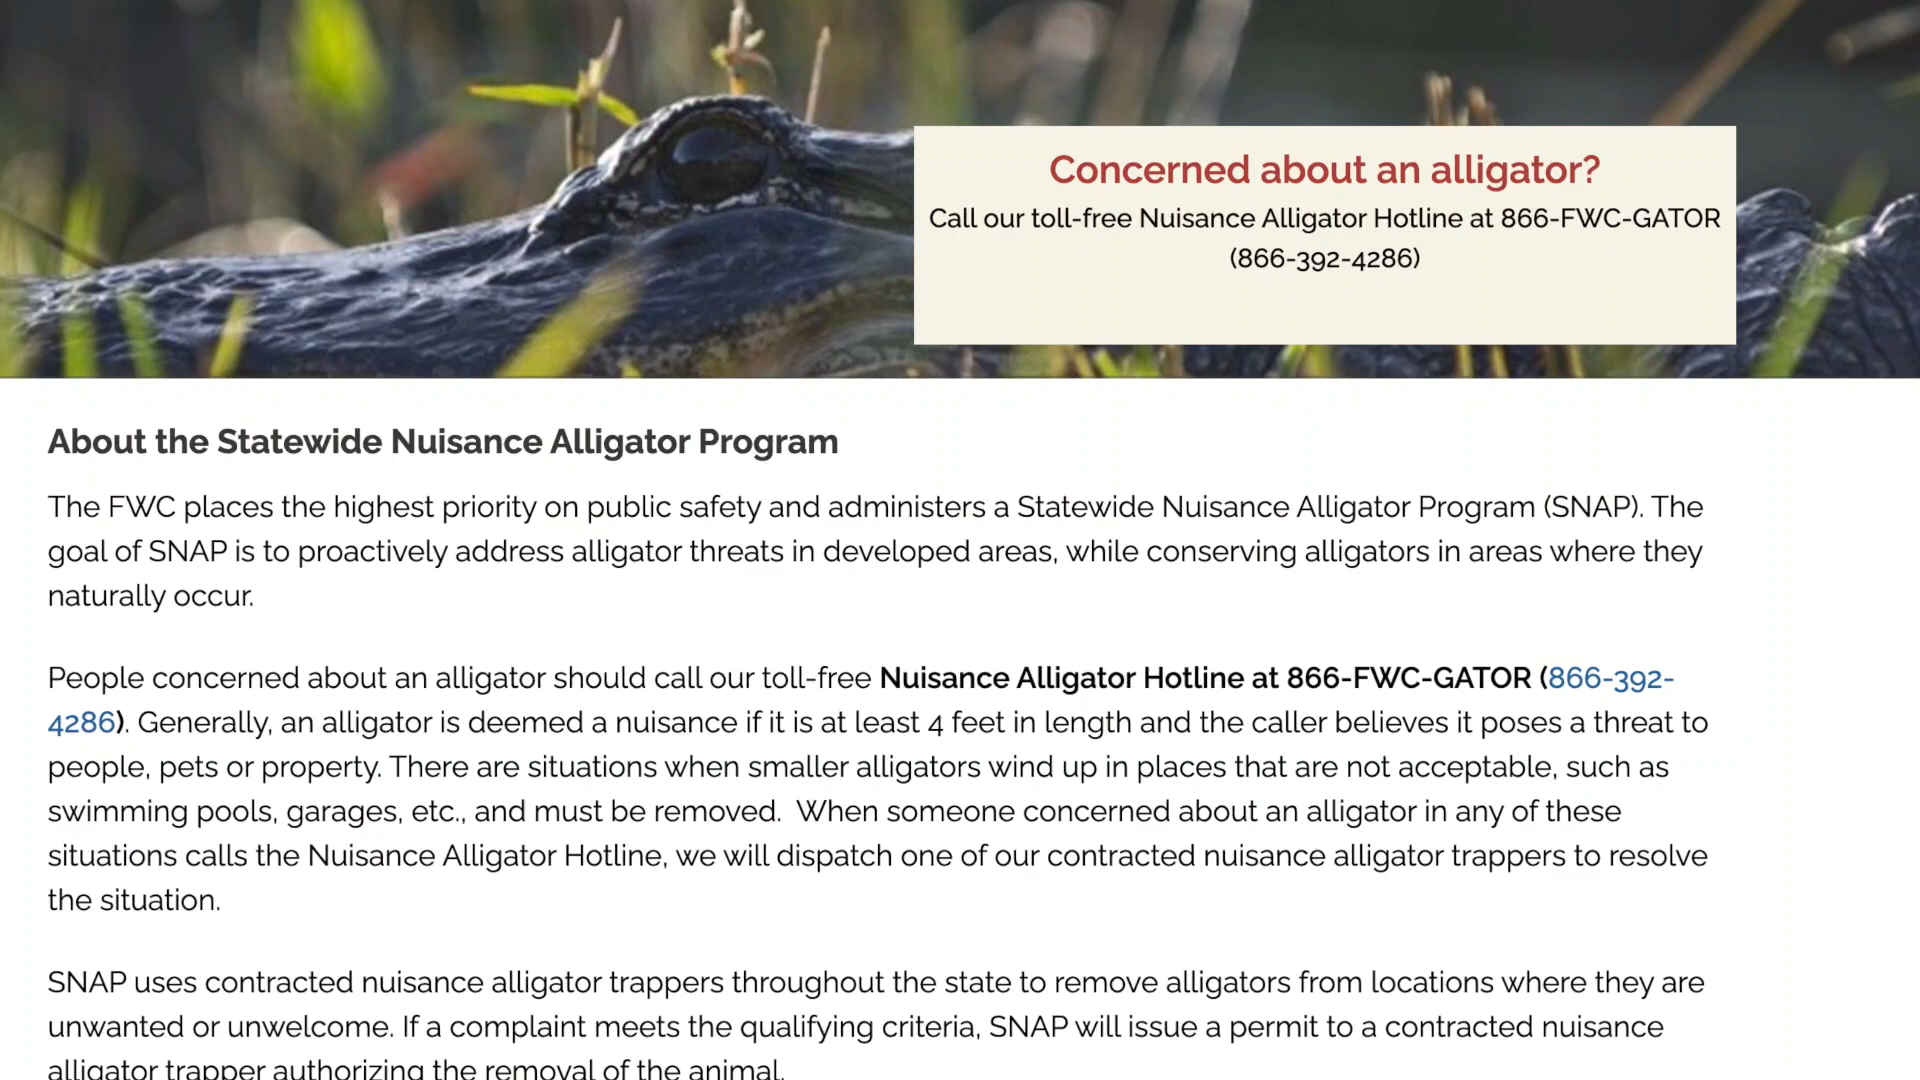 Concerned about an alligator?
Call our toll-free Nuisance Alligator Hotline at 866-FWC-GATOR
(866-392-4286)
About the Statewide Nuisance Alligator Program
The FWC places the highest priority on public safety and administers a Statewide Nuisance Alligator Program (SNAP). The
goal of SNAP is to proactively address alligator threats in developed areas, while conserving alligators in areas where they
naturally occur.
People concerned about an alligator should call our toll-free Nuisance Alligator Hotline at 866-FWC-GATOR (866-392-
4286). Generally, an alligator is deemed a nuisance if it is at least 4 feet in length and the caller believes it poses a threat to
people, pets or property. There are situations when smaller alligators wind up in places that are not acceptable, such as
swimming pools, garages, etc., and must be removed.  When someone concerned about an alligator in any of these
situations calls the Nuisance Alligator Hotline, we will dispatch one of our contracted nuisance alligator trappers to resolve
the situation.
SNAP uses contracted nuisance alligator trappers throughout the state to remove alligators from locations where they are
unwanted or unwelcome. If a complaint meets the qualifying criteria, SNAP will issue a permit to a contracted nuisance
alligator trapper authorizing the removal of the animal.